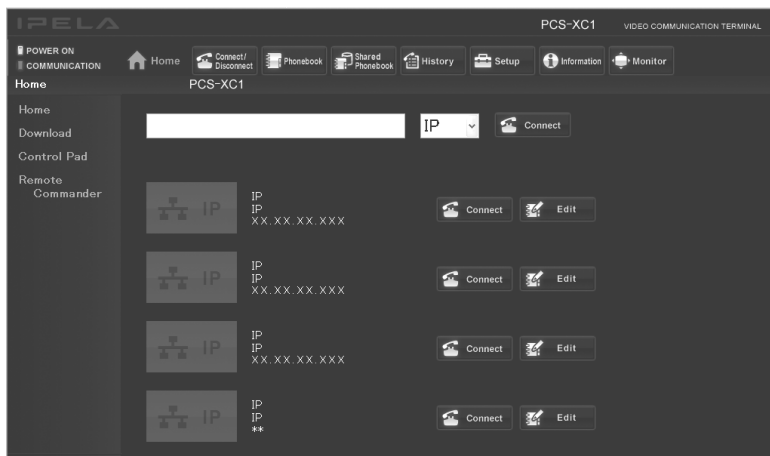 IPELA
PCS-XC1 VIDEO COMMUNICATION TERMINAL
POWER ON
COMMUNICATION
Home
Connect/
Disconnect
Phonebook
Shared
Phonebook
History
Setup
Information
Monitor
Home PCS-XC1
Home
Download
Control Pad
Remote
Commander
IP
Connect
IP
IP
IP
XX.XX.XX.XXX
Connect
Edit
IP
IP
IP
XX.XX.XX.XXX
Connect
Edit
IP
IP
IP
XX.XX.XX.XXX
Connect
Edit
IP
IP
IP
**
Connect
Edit